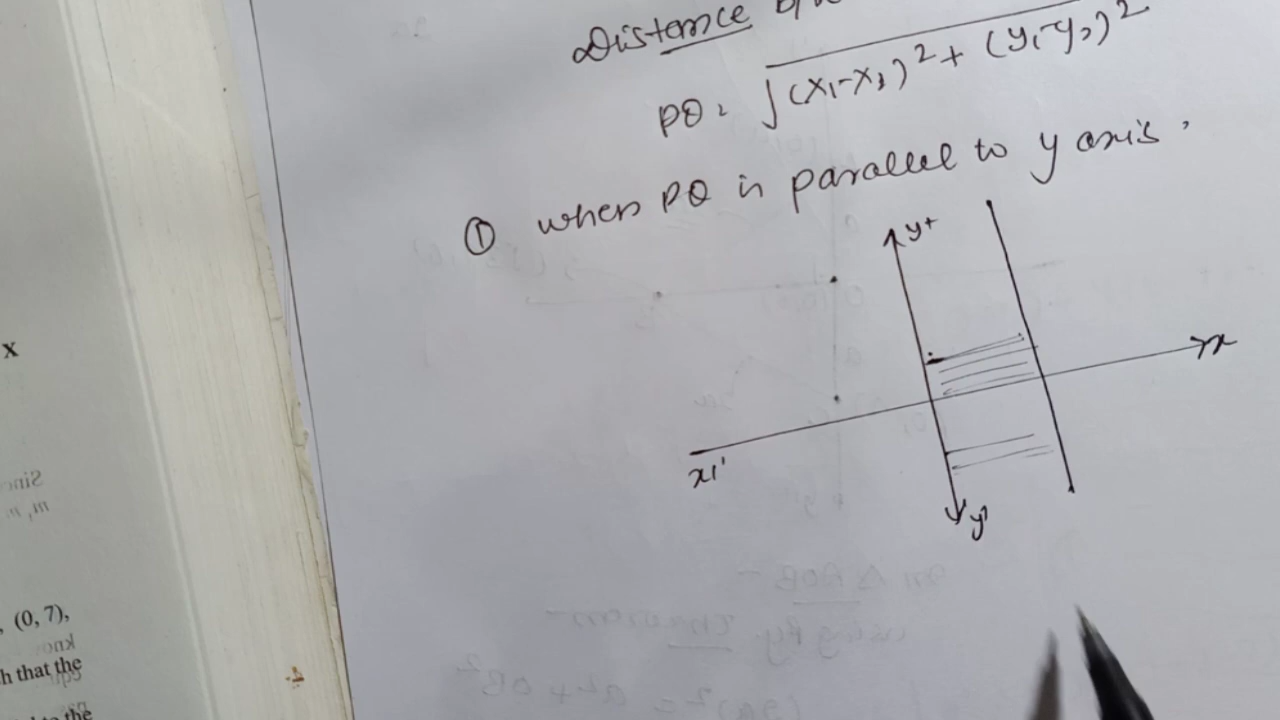 Distance b/w
PQ = √(x₁-x₂)² + (y₁-y₂)²
① when PQ is parallel to y axis.
y+
x
x
x'
y'
, (0, 7),
h that the
the